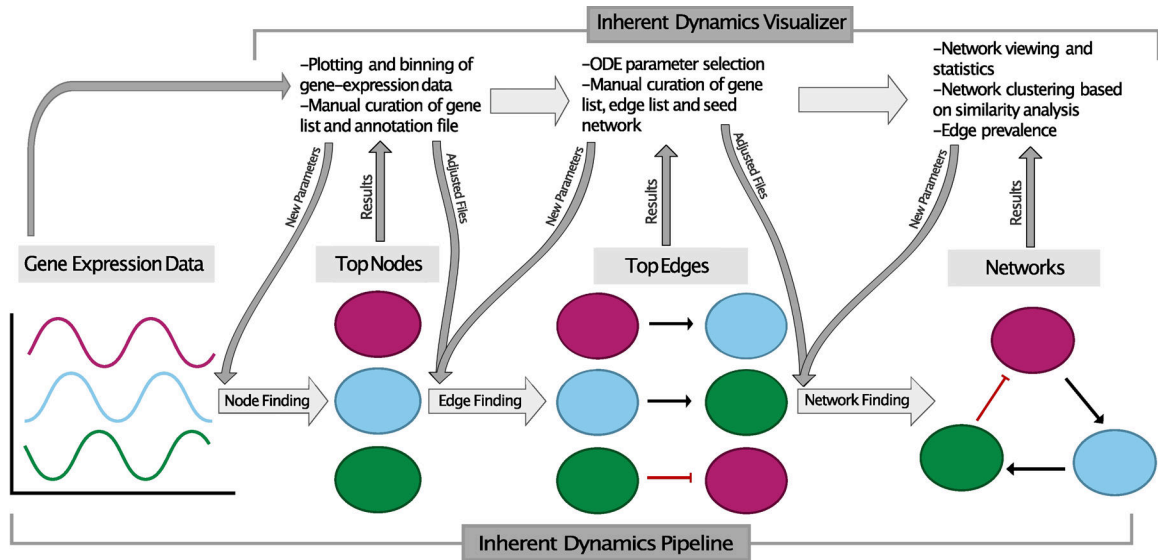 Inherent Dynamics Visualizer
–Plotting and binning of
gene–expression data
–Manual curation of gene
list and annotation file
–ODE parameter selection
–Manual curation of gene
list, edge list and seed
network
–Network viewing and
statistics
–Network clustering based
on similarity analysis
–Edge prevalence
New Parameters
Results
Adjusted Files
New Parameters
Results
Adjusted Files
New Parameters
Results
Gene Expression Data
Top Nodes
Top Edges
Networks
Node Finding
Edge Finding
Network Finding
Inherent Dynamics Pipeline